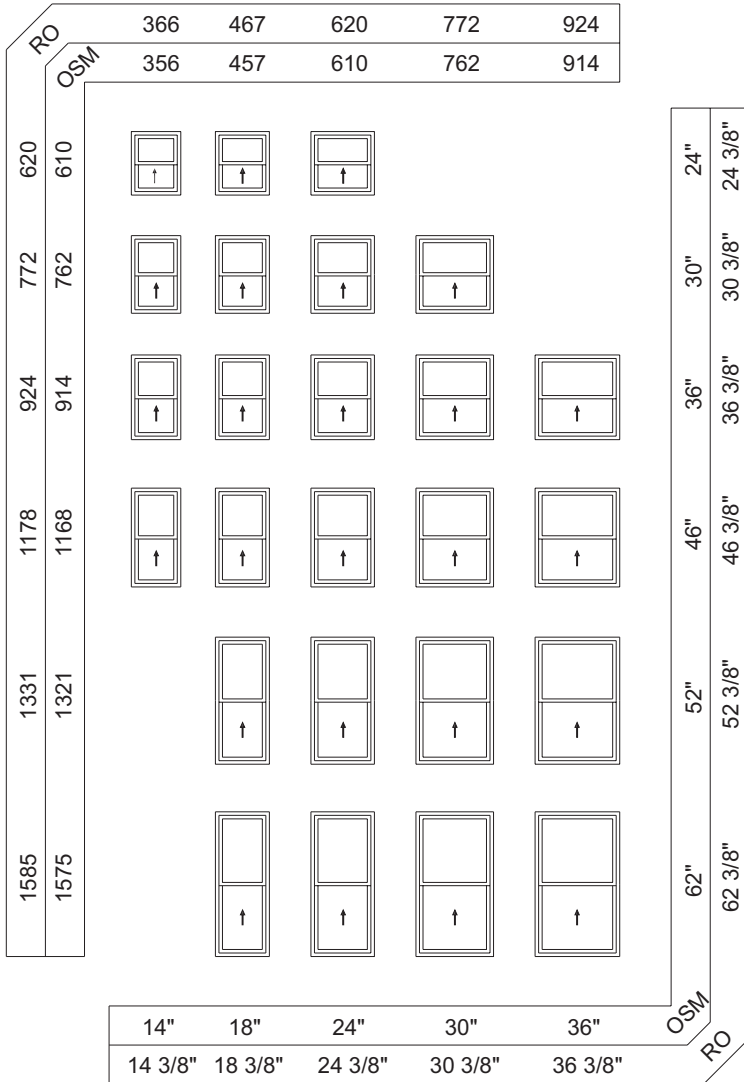 RO 366 467 620 772 924
OSM 356 457 610 762 914
620 610 24" 24 3/8"
772 762 30" 30 3/8"
924 914 36" 36 3/8"
1178 1168 46" 46 3/8"
1331 1321 52" 52 3/8"
1585 1575 62" 62 3/8"
14" 18" 24" 30" 36" OSM
14 3/8" 18 3/8" 24 3/8" 30 3/8" 36 3/8" RO